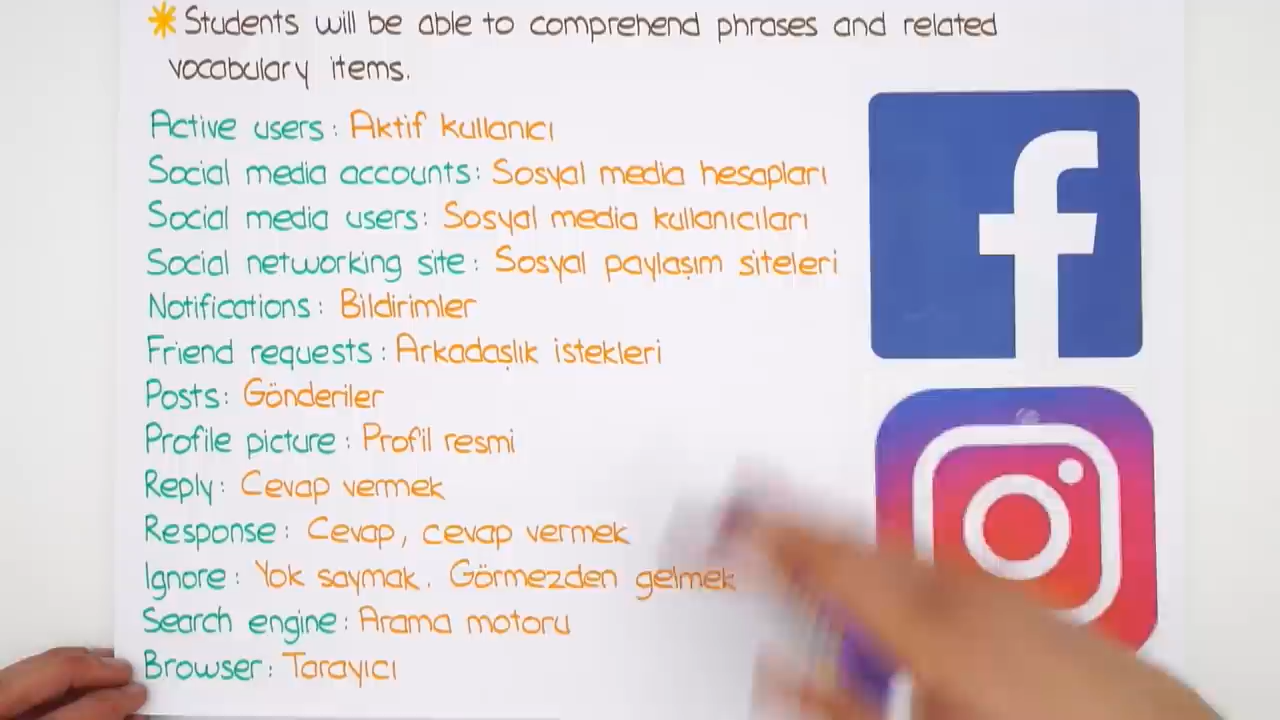 Students will be able to comprehend phrases and related
vocabulary items.
Active users: Aktif kullanıcı
Social media accounts: Sosyal media hesapları
Social media users: Sosyal media kullanıcıları
Social networking site: Sosyal paylaşım siteleri
Notifications: Bildirimler
Friend requests: Arkadaşlık istekleri
Posts: Gönderiler
Profile picture: Profil resmi
Reply: Cevap vermek
Response: Cevap, cevap vermek
Ignore: Yok saymak. Görmezden gelmek
Search engine: Arama motoru
Browser: Tarayıcı